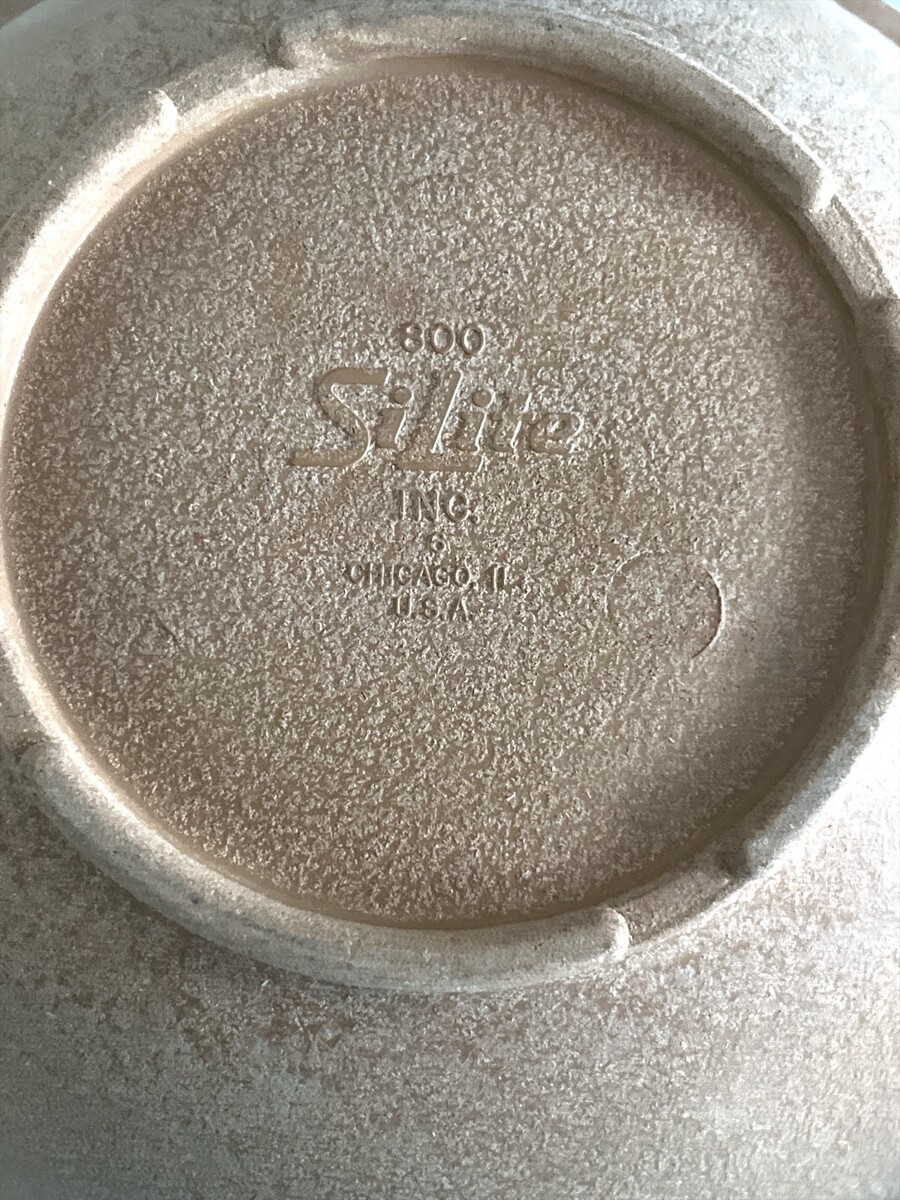 800
SiLite
INC.
6
CHICAGO, IL.
U.S.A.